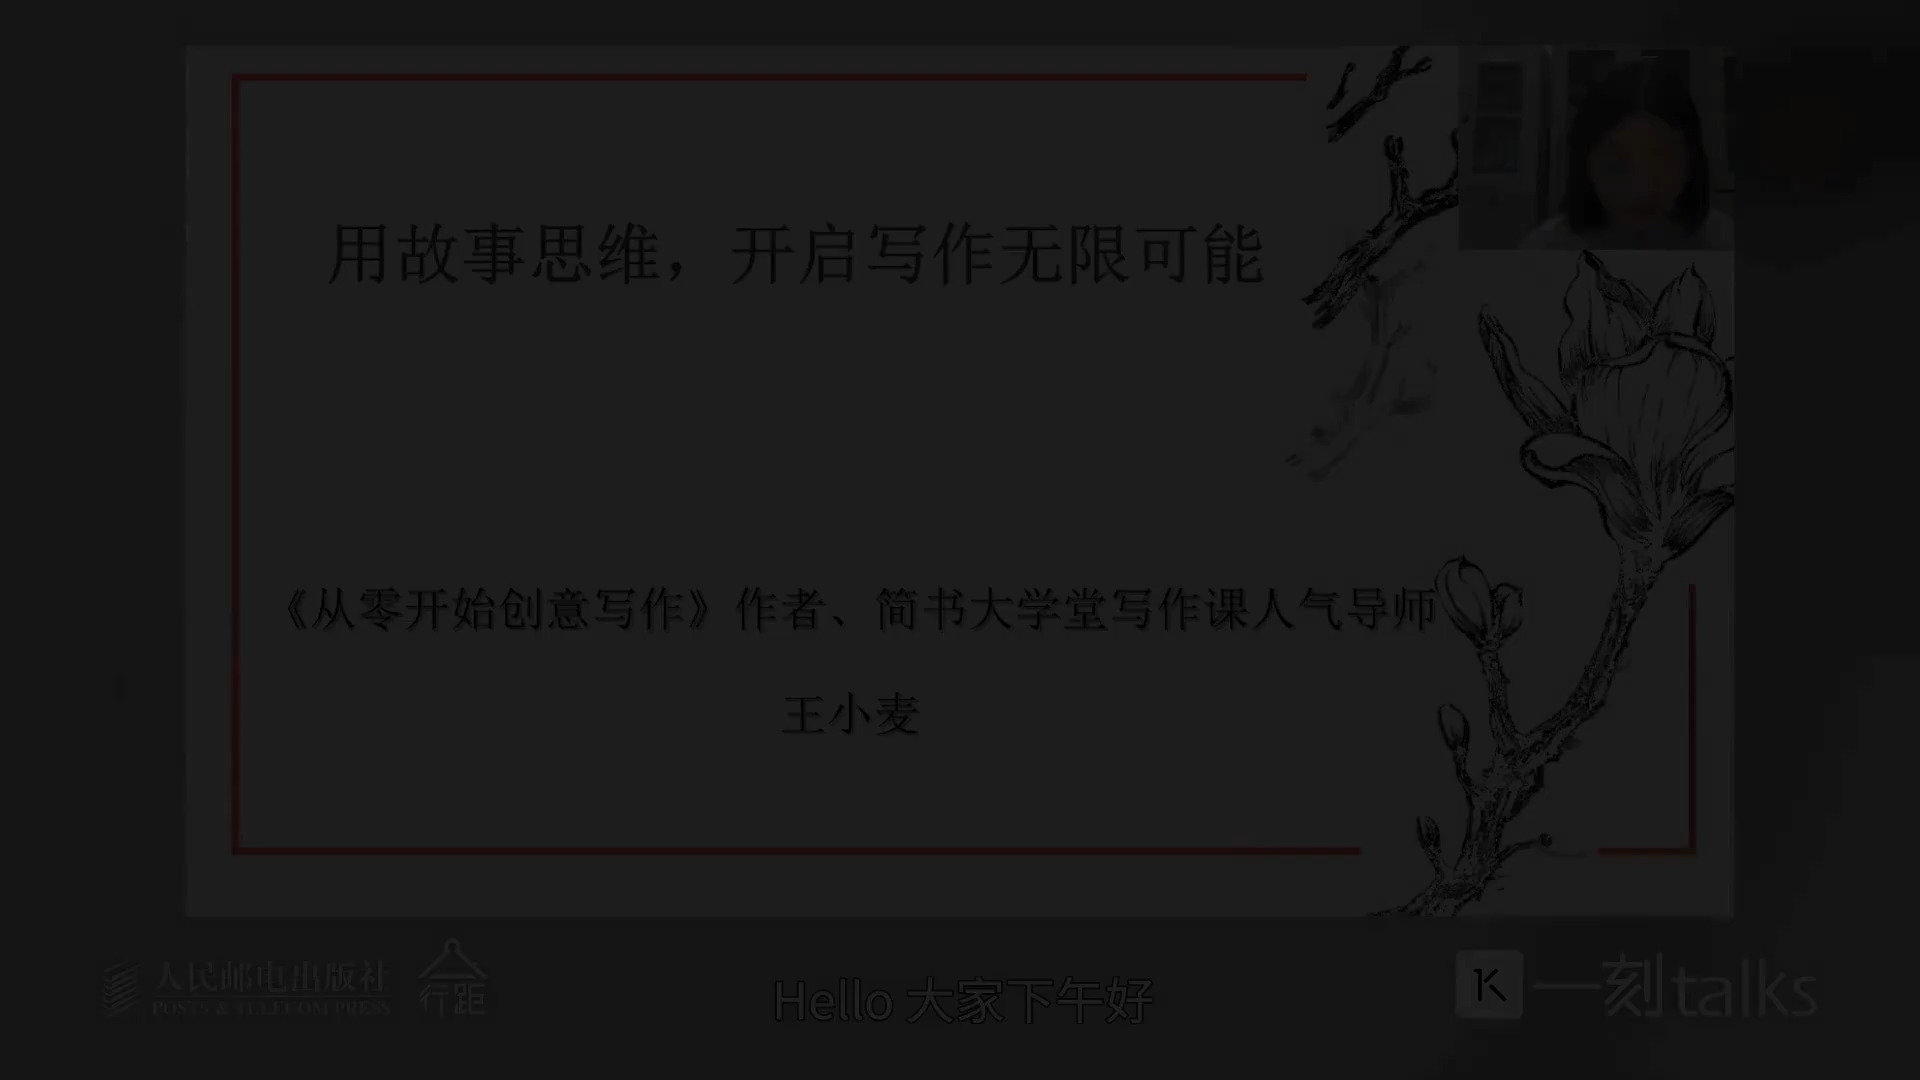 用故事思维，开启写作无限可能
《从零开始创意写作》作者、简书大学堂写作课人气导师
王小麦
人民邮电出版社
POSTS & TELECOM PRESS
行距
Hello 大家下午好
K 一刻talks